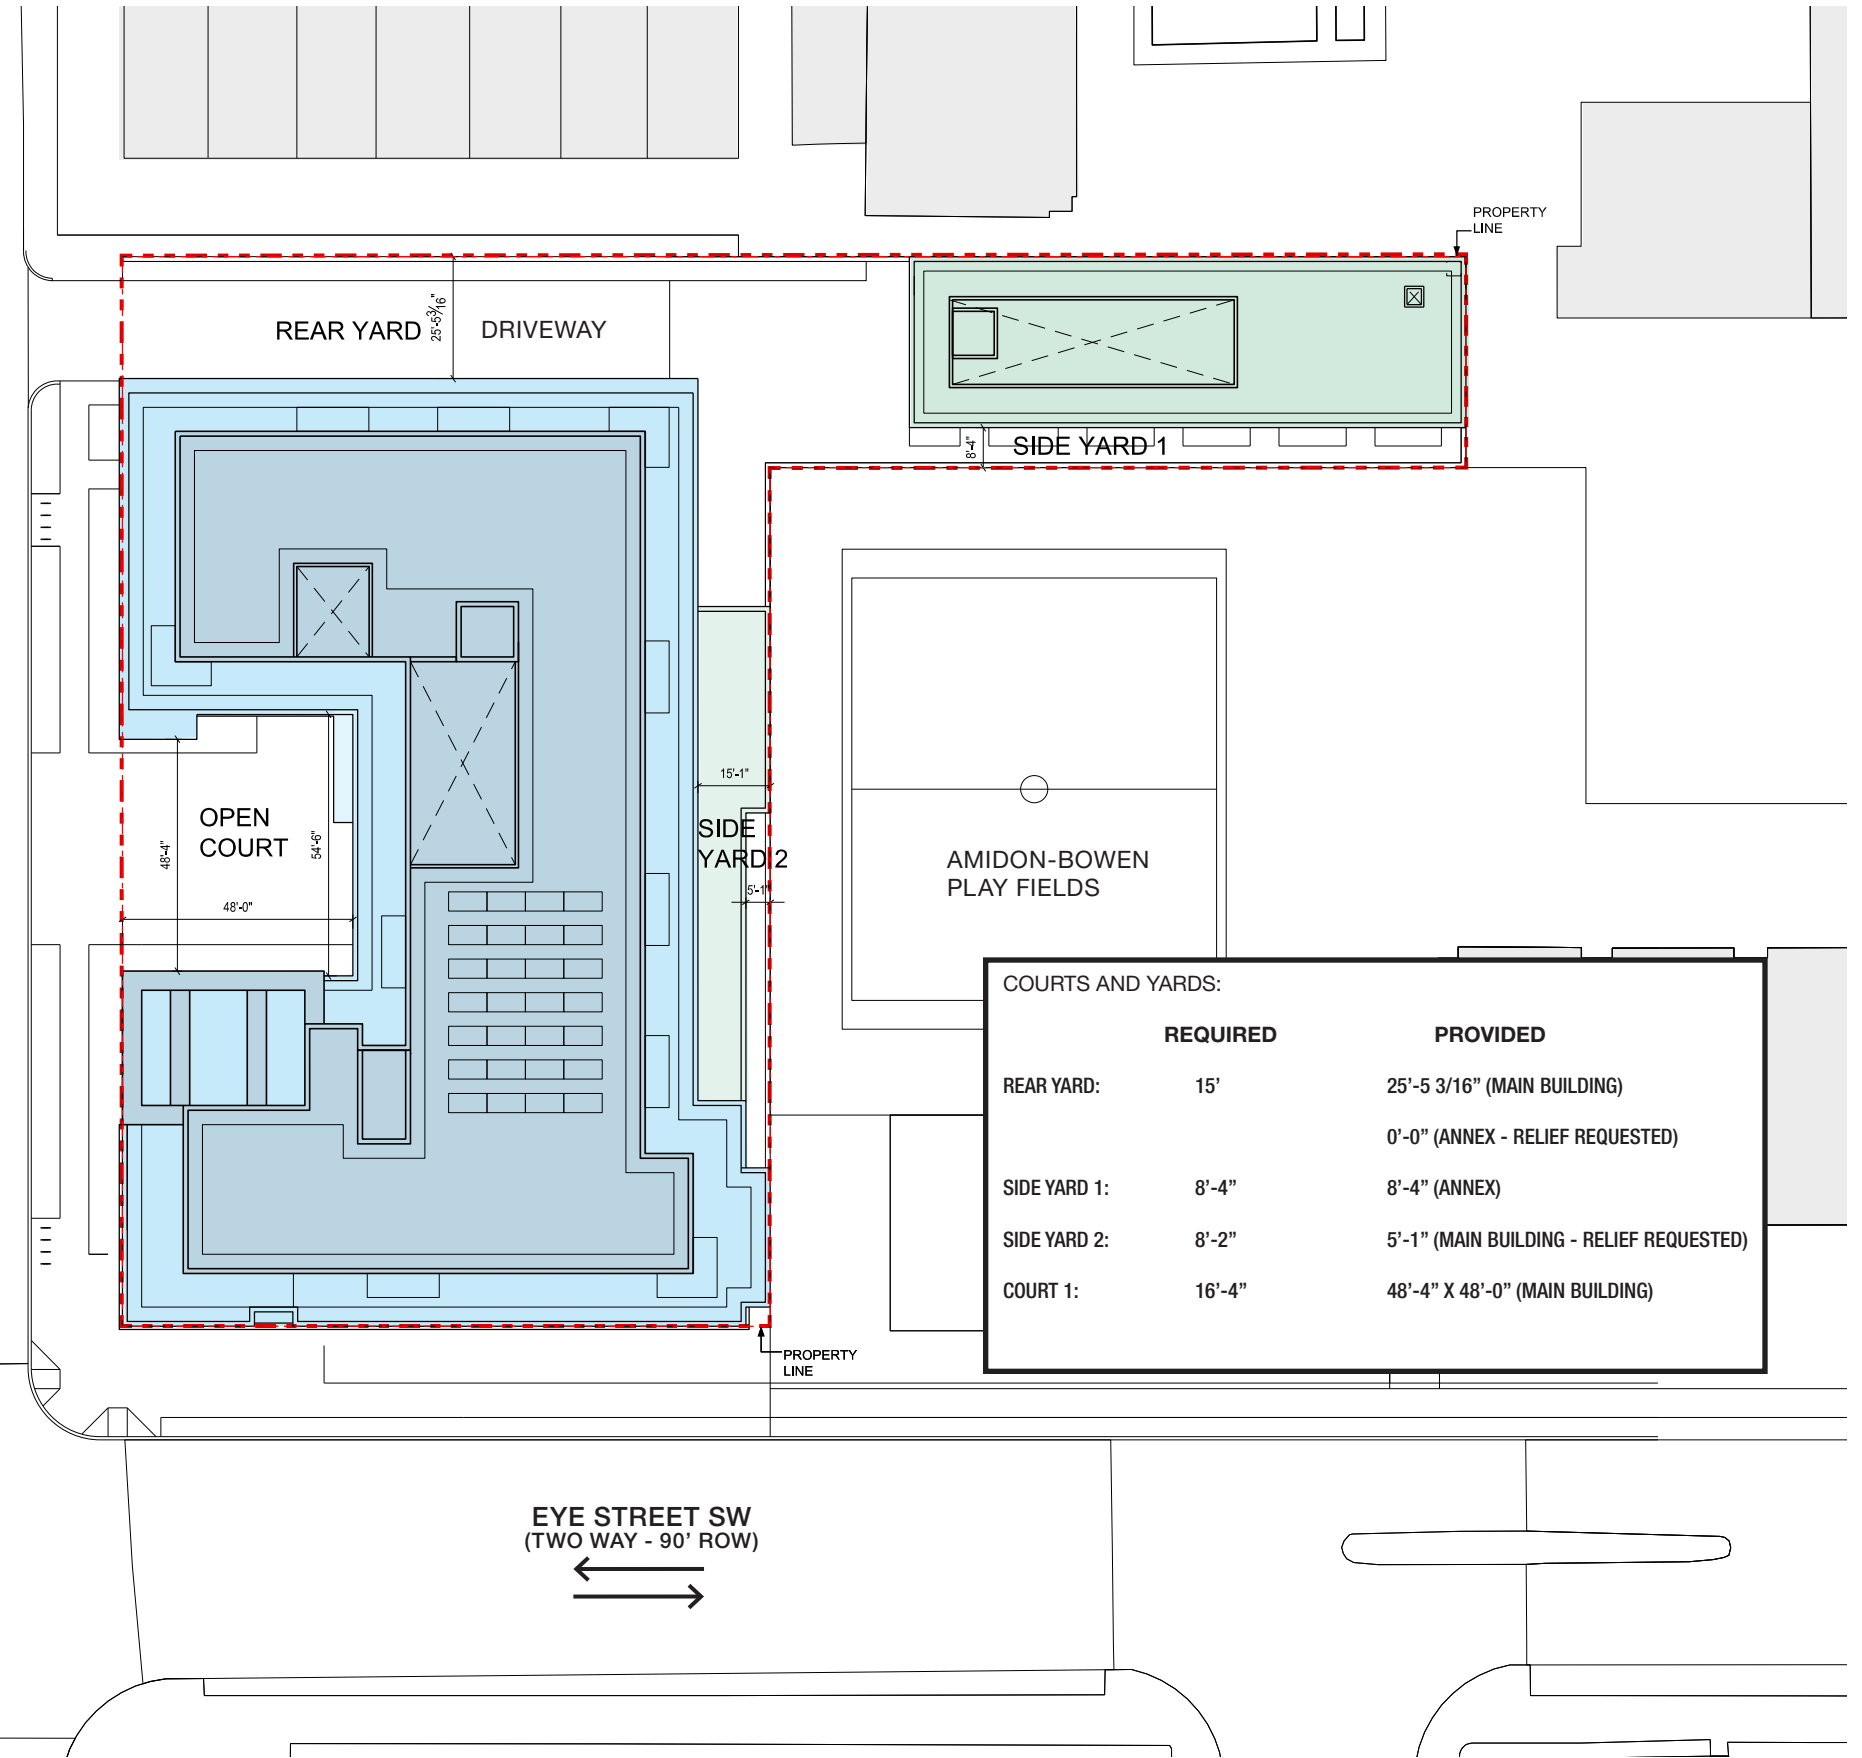 PROPERTY
LINE
REAR YARD
25'-5 3/16"
DRIVEWAY
8'-4"
SIDE YARD 1
15'-1"
OPEN
COURT
48'-4"
54'-6"
48'-0"
SIDE
YARD 2
5'-1"
AMIDON-BOWEN
PLAY FIELDS
COURTS AND YARDS:
REQUIRED PROVIDED
REAR YARD: 15' 25'-5 3/16” (MAIN BUILDING)
0'-0” (ANNEX - RELIEF REQUESTED)
SIDE YARD 1: 8'-4” 8'-4” (ANNEX)
SIDE YARD 2: 8'-2” 5'-1” (MAIN BUILDING - RELIEF REQUESTED)
COURT 1: 16'-4” 48'-4” X 48'-0” (MAIN BUILDING)
PROPERTY
LINE
EYE STREET SW
(TWO WAY - 90' ROW)